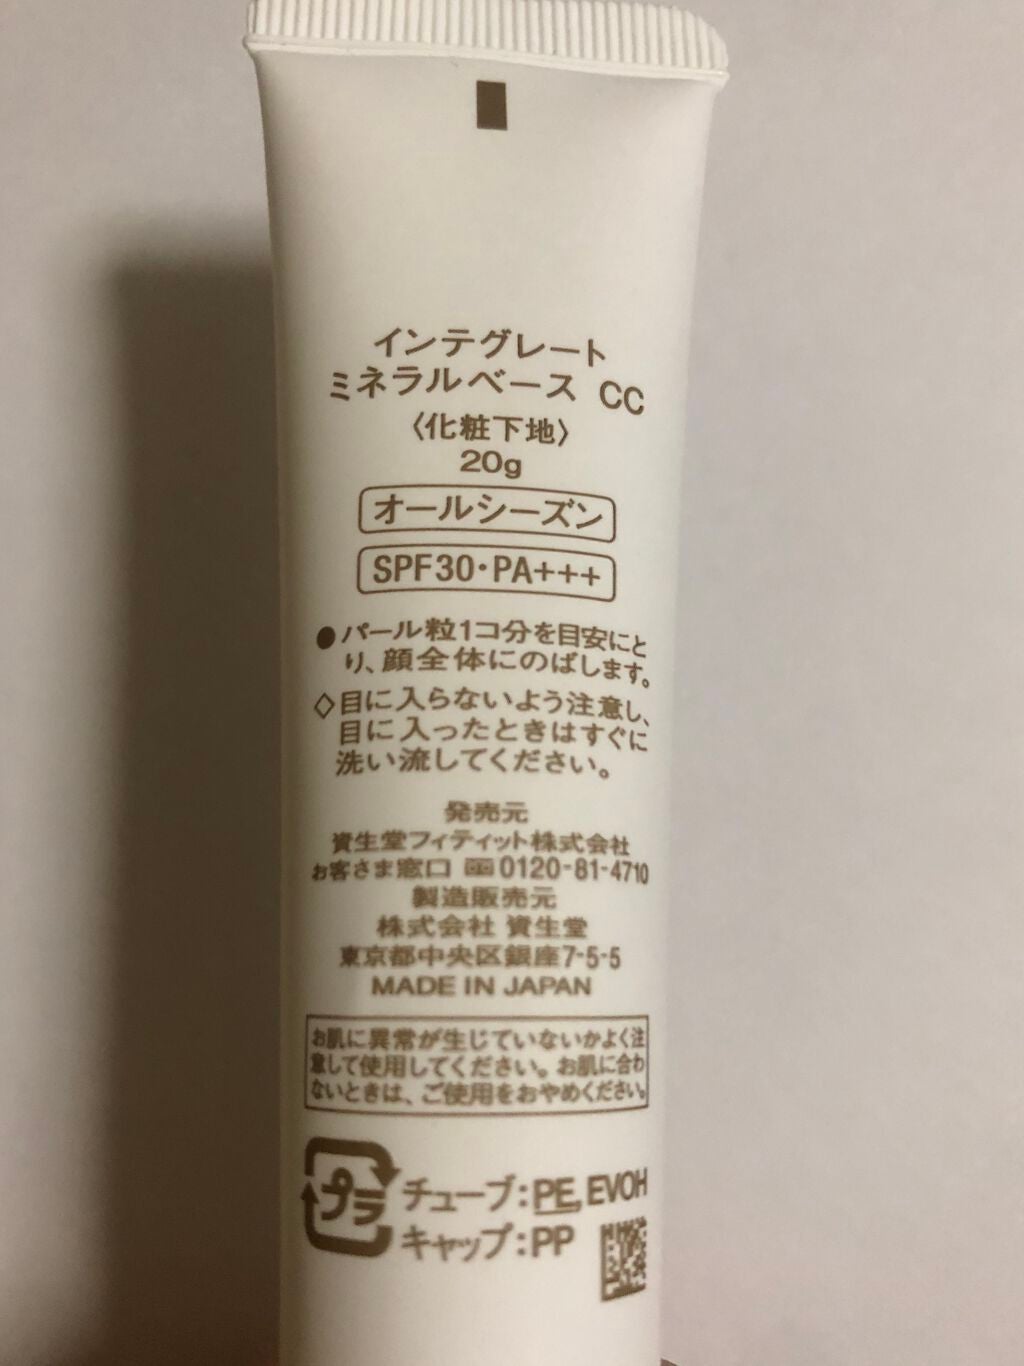 インテグレート
ミネラルベース CC
〈化粧下地〉
20g
オールシーズン
SPF30・PA+++
●パール粒1コ分を目安にと
り、顔全体にのばします。
◇目に入らないよう注意し、
目に入ったときはすぐに
洗い流してください。
発売元
資生堂フィティット株式会社
お客さま窓口 0120-81-4710
製造販売元
株式会社 資生堂
東京都中央区銀座7-5-5
MADE IN JAPAN
お肌に異常が生じていないかよく注
意して使用してください。お肌に合わ
ないときは、ご使用をおやめください。
プラ
チューブ:PE, EVOH
キャップ:PP